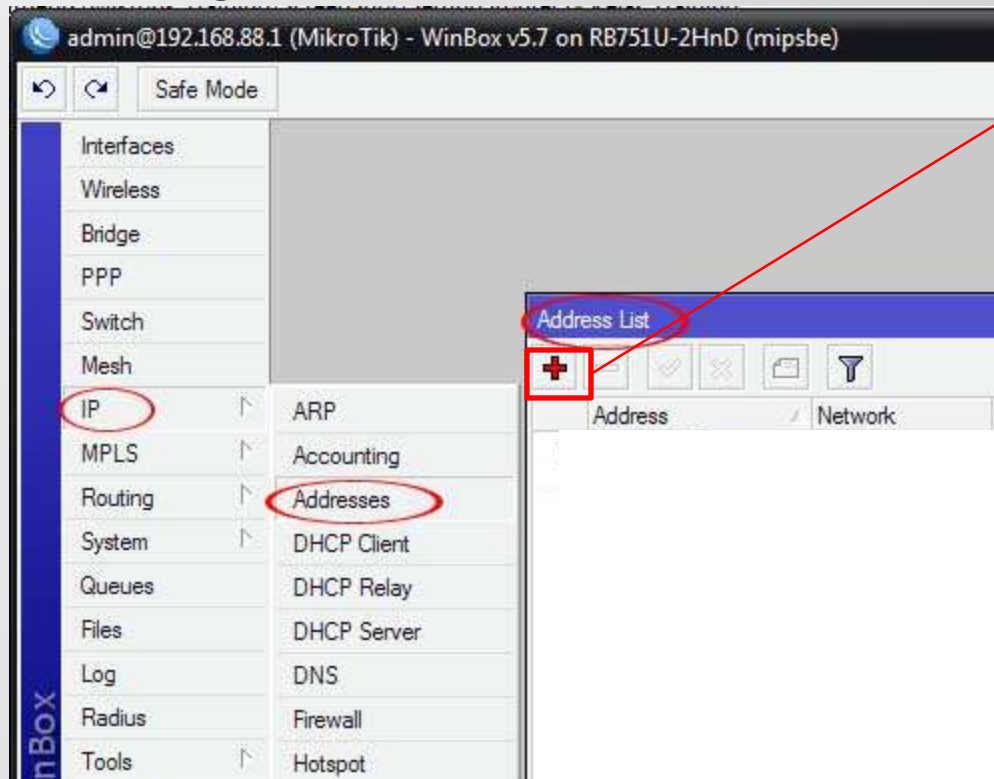 admin@192.168.88.1 (MikroTik) - WinBox v5.7 on RB751U-2HnD (mipsbe)
Safe Mode
Interfaces
Wireless
Bridge
PPP
Switch
Mesh
IP
MPLS
Routing
System
Queues
Files
Log
Radius
Tools
nBox
ARP
Accounting
Addresses
DHCP Client
DHCP Relay
DHCP Server
DNS
Firewall
Hotspot
Address List
Address Network